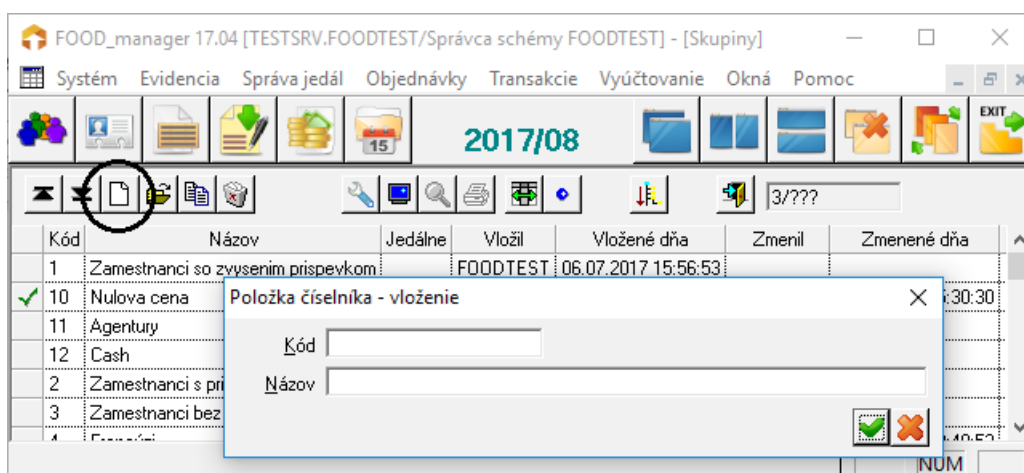 FOOD_manager 17.04 [TESTSRV.FOODTEST/Správca schémy FOODTEST] - [Skupiny]
Systém Evidencia Správa jedál Objednávky Transakcie Vyúčtovanie Okná Pomoc
15 2017/08 EXIT
3/???
Kód Názov Jedálne Vložil Vložené dňa Zmenil Zmenené dňa
1 Zamestnanci so zvysenim prispevkom FOODTEST 06.07.2017 15:56:53
10 Nulova cena :30:30
11 Agentury
12 Cash
2 Zamestnanci s pri
3 Zamestnanci bez
Položka číselníka - vloženie
Kód
Názov
NUM